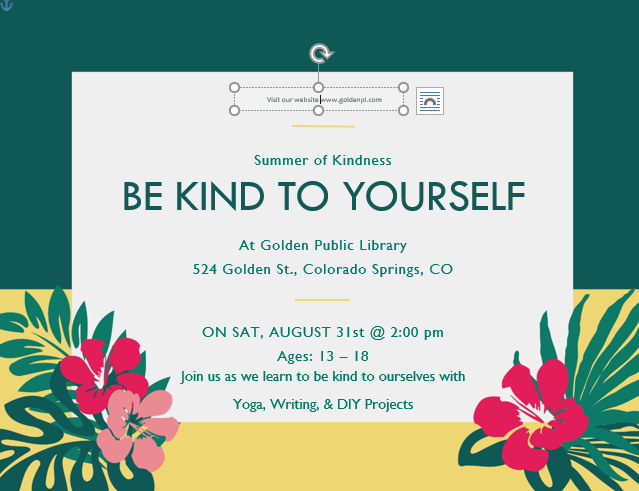 Visit our website www.goldenpl.com
Summer of Kindness
BE KIND TO YOURSELF
At Golden Public Library
524 Golden St., Colorado Springs, CO
ON SAT, AUGUST 31st @ 2:00 pm
Ages: 13 – 18
Join us as we learn to be kind to ourselves with
Yoga, Writing, & DIY Projects